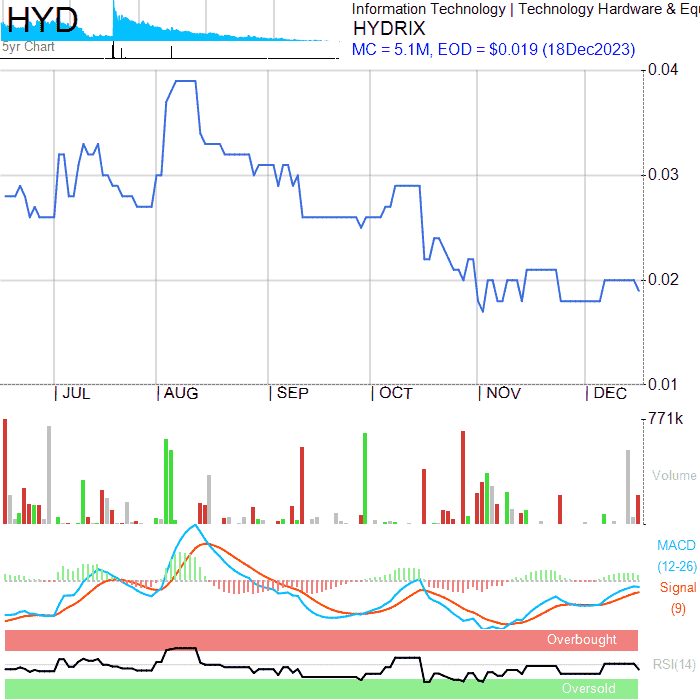 HYD
5yr Chart
Information Technology | Technology Hardware & Equ
HYDRIX
MC = 5.1M, EOD = $0.019 (18Dec2023)
0.04
0.03
0.02
0.01
JUL
AUG
SEP
OCT
NOV
DEC
771k
Volume
MACD
(12-26)
Signal
(9)
Overbought
RSI(14)
Oversold